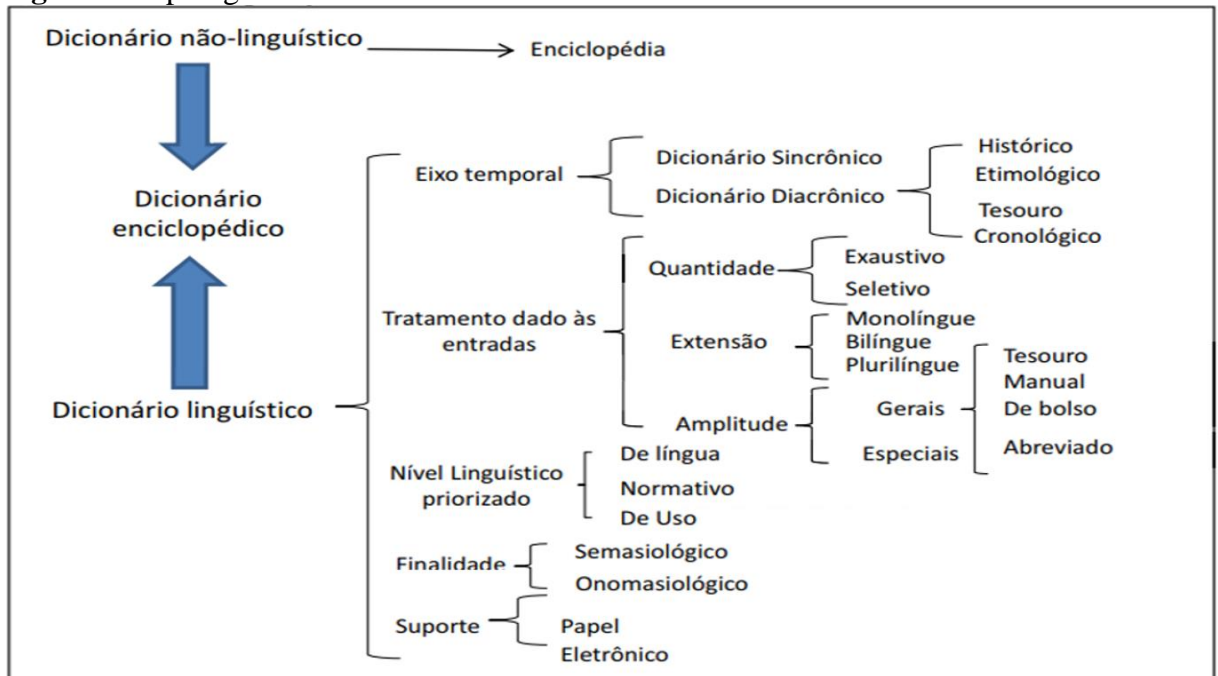 Dicionário não-linguístico
Enciclopédia
Dicionário
enciclopédico
Dicionário linguístico
Eixo temporal
Dicionário Sincrônico
Dicionário Diacrônico
Histórico
Etimológico
Tesouro
Cronológico
Tratamento dado às
entradas
Quantidade
Exaustivo
Seletivo
Extensão
Monolíngue
Bilíngue
Plurilíngue
Amplitude
Gerais
Tesouro
Manual
De bolso
Abreviado
Especiais
Nível Linguístico
priorizado
De língua
Normativo
De Uso
Finalidade
Semasiológico
Onomasiológico
Suporte
Papel
Eletrônico